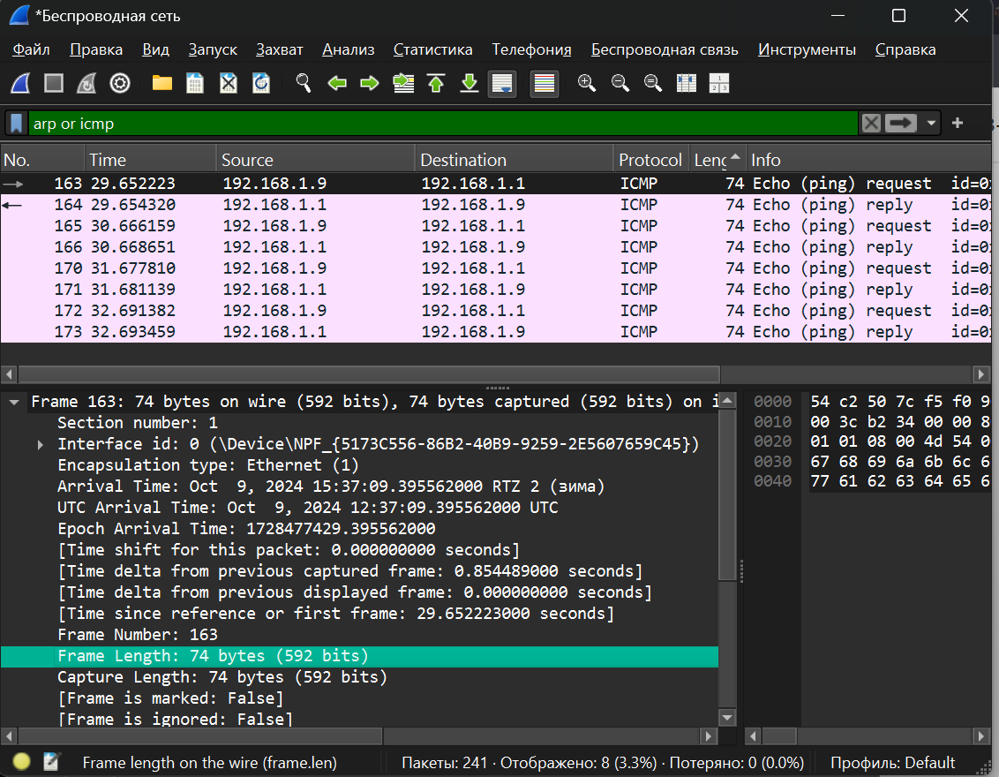 *Беспроводная сеть
Файл Правка Вид Запуск Захват Анализ Статистика Телефония Беспроводная связь Инструменты Справка
arp or icmp
No. Time Source Destination Protocol Leng Info
163 29.652223 192.168.1.9 192.168.1.1 ICMP 74 Echo (ping) request id=0x
164 29.654320 192.168.1.1 192.168.1.9 ICMP 74 Echo (ping) reply id=0x
165 30.666159 192.168.1.9 192.168.1.1 ICMP 74 Echo (ping) request id=0x
166 30.668651 192.168.1.1 192.168.1.9 ICMP 74 Echo (ping) reply id=0x
170 31.677810 192.168.1.9 192.168.1.1 ICMP 74 Echo (ping) request id=0x
171 31.681139 192.168.1.1 192.168.1.9 ICMP 74 Echo (ping) reply id=0x
172 32.691382 192.168.1.9 192.168.1.1 ICMP 74 Echo (ping) request id=0x
173 32.693459 192.168.1.1 192.168.1.9 ICMP 74 Echo (ping) reply id=0x
Frame 163: 74 bytes on wire (592 bits), 74 bytes captured (592 bits) on i
Section number: 1
Interface id: 0 (\Device\NPF_{5173C556-86B2-40B9-9259-2E5607659C45})
Encapsulation type: Ethernet (1)
Arrival Time: Oct  9, 2024 15:37:09.395562000 RTZ 2 (зима)
UTC Arrival Time: Oct  9, 2024 12:37:09.395562000 UTC
Epoch Arrival Time: 1728477429.395562000
[Time shift for this packet: 0.000000000 seconds]
[Time delta from previous captured frame: 0.854489000 seconds]
[Time delta from previous displayed frame: 0.000000000 seconds]
[Time since reference or first frame: 29.652223000 seconds]
Frame Number: 163
Frame Length: 74 bytes (592 bits)
Capture Length: 74 bytes (592 bits)
[Frame is marked: False]
[Frame is ignored: False]
0000 54 c2 50 7c f5 f0 9
0010 00 3c b2 34 00 00 8
0020 01 01 08 00 4d 54 0
0030 67 68 69 6a 6b 6c 6
0040 77 61 62 63 64 65 6
Frame length on the wire (frame.len) Пакеты: 241 · Отображено: 8 (3.3%) · Потеряно: 0 (0.0%) Профиль: Default